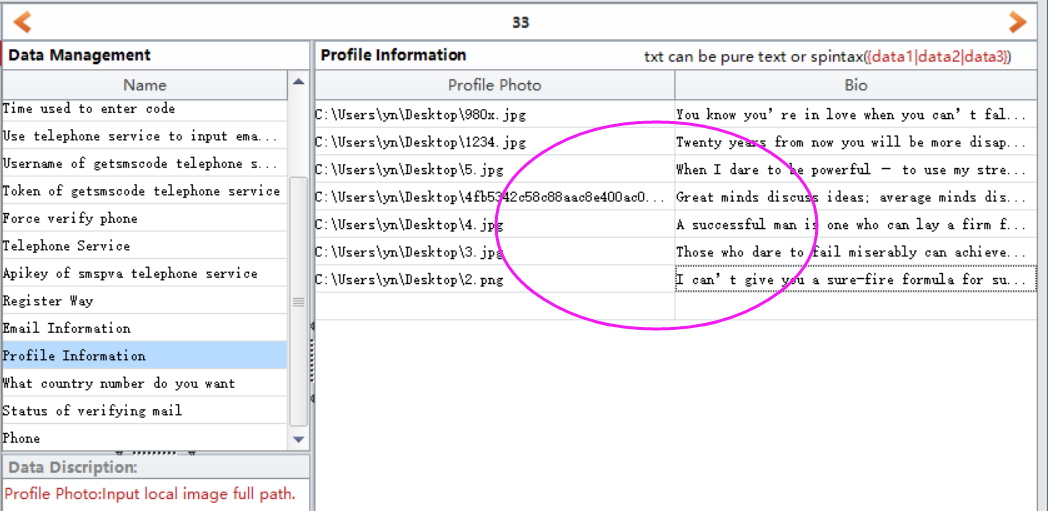 33
Data Management
Name
Time used to enter code
Use telephone service to input ema...
Username of getsmscode telephone s...
Token of getsmscode telephone service
Force verify phone
Telephone Service
Apikey of smspva telephone service
Register Way
Email Information
Profile Information
What country number do you want
Status of verifying mail
Phone
Data Discription:
Profile Photo:Input local image full path.
Profile Information txt can be pure text or spintax({data1|data2|data3})
Profile Photo Bio
C:\Users\yn\Desktop\980x.jpg You know you're in love when you can't fal...
C:\Users\yn\Desktop\1234.jpg Twenty years from now you will be more disap...
C:\Users\yn\Desktop\5.jpg When I dare to be powerful — to use my stre...
C:\Users\yn\Desktop\4fb5342c58c88aac8e400ac0... Great minds discuss ideas; average minds dis...
C:\Users\yn\Desktop\4.jpg A successful man is one who can lay a firm f...
C:\Users\yn\Desktop\3.jpg Those who dare to fail miserably can achieve...
C:\Users\yn\Desktop\2.png I can't give you a sure-fire formula for su...